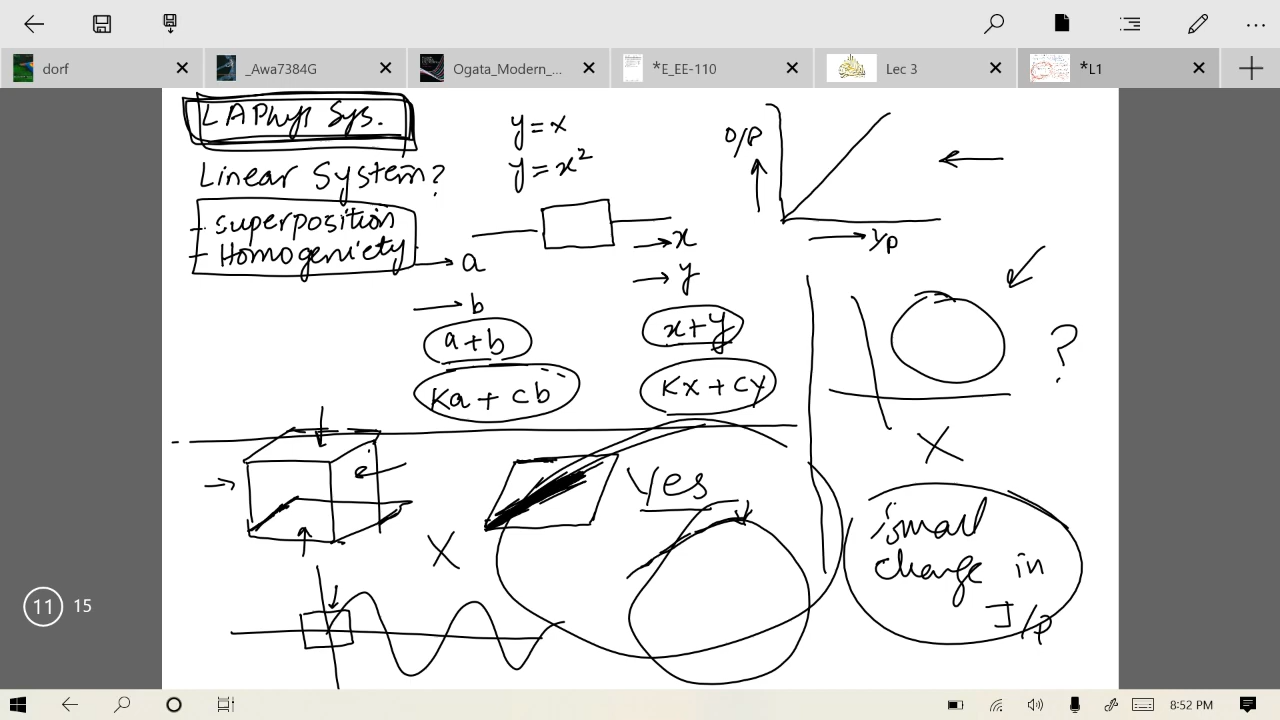 dorf
_Awa7384G
Ogata_Modern_...
*E_EE-110
Lec 3
*L1
LAPhys Sys.
Linear System?
- superposition
- Homogeniety
y = x
y = x²
O/P
I/P
a
x
b
y
a+b
x+y
Ka + cb
Kx + cy
?
X
Yes
X
small
change in
I/P
11 15
8:52 PM